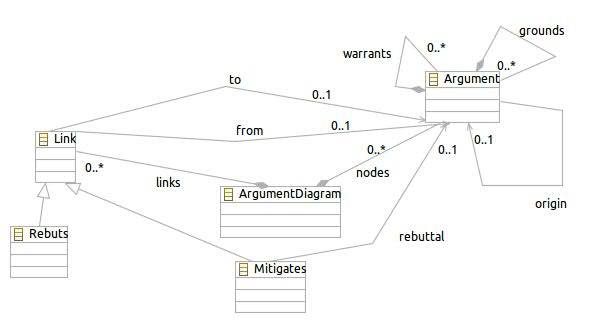 grounds
warrants
0..*
0..*
Argument
to
0..1
from
0..1
Link
0..*
0..*
0..1
0..1
links
nodes
ArgumentDiagram
origin
Rebuts
rebuttal
Mitigates